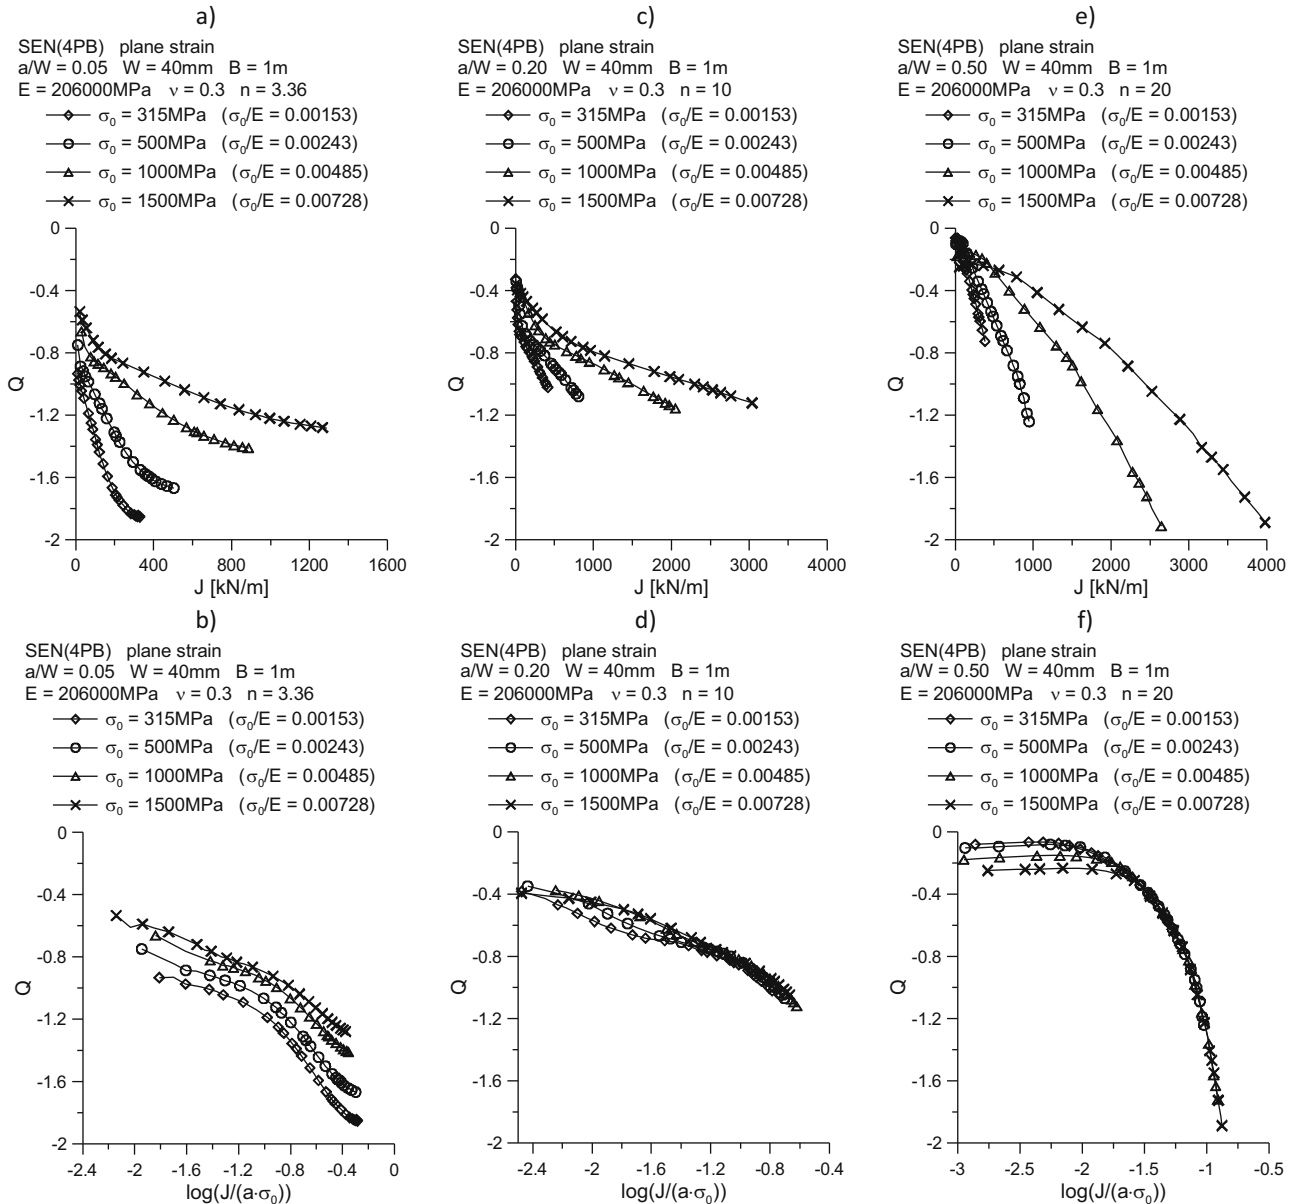 a)
SEN(4PB) plane strain
a/W = 0.05 W = 40mm B = 1m
E = 206000MPa ν = 0.3 n = 3.36
σ0 = 315MPa (σ0/E = 0.00153)
σ0 = 500MPa (σ0/E = 0.00243)
σ0 = 1000MPa (σ0/E = 0.00485)
σ0 = 1500MPa (σ0/E = 0.00728)
0
-0.4
-0.8
-1.2
-1.6
-2
Q
0 400 800 1200 1600
J [kN/m]
c)
SEN(4PB) plane strain
a/W = 0.20 W = 40mm B = 1m
E = 206000MPa ν = 0.3 n = 10
σ0 = 315MPa (σ0/E = 0.00153)
σ0 = 500MPa (σ0/E = 0.00243)
σ0 = 1000MPa (σ0/E = 0.00485)
σ0 = 1500MPa (σ0/E = 0.00728)
0
-0.4
-0.8
-1.2
-1.6
-2
Q
0 1000 2000 3000 4000
J [kN/m]
e)
SEN(4PB) plane strain
a/W = 0.50 W = 40mm B = 1m
E = 206000MPa ν = 0.3 n = 20
σ0 = 315MPa (σ0/E = 0.00153)
σ0 = 500MPa (σ0/E = 0.00243)
σ0 = 1000MPa (σ0/E = 0.00485)
σ0 = 1500MPa (σ0/E = 0.00728)
0
-0.4
-0.8
-1.2
-1.6
-2
Q
0 1000 2000 3000 4000
J [kN/m]
b)
SEN(4PB) plane strain
a/W = 0.05 W = 40mm B = 1m
E = 206000MPa ν = 0.3 n = 3.36
σ0 = 315MPa (σ0/E = 0.00153)
σ0 = 500MPa (σ0/E = 0.00243)
σ0 = 1000MPa (σ0/E = 0.00485)
σ0 = 1500MPa (σ0/E = 0.00728)
0
-0.4
-0.8
-1.2
-1.6
-2
Q
-2.4 -2 -1.6 -1.2 -0.8 -0.4 0
log(J/(a·σ0))
d)
SEN(4PB) plane strain
a/W = 0.20 W = 40mm B = 1m
E = 206000MPa ν = 0.3 n = 10
σ0 = 315MPa (σ0/E = 0.00153)
σ0 = 500MPa (σ0/E = 0.00243)
σ0 = 1000MPa (σ0/E = 0.00485)
σ0 = 1500MPa (σ0/E = 0.00728)
0
-0.4
-0.8
-1.2
-1.6
-2
Q
-2.4 -2 -1.6 -1.2 -0.8 -0.4
log(J/(a·σ0))
f)
SEN(4PB) plane strain
a/W = 0.50 W = 40mm B = 1m
E = 206000MPa ν = 0.3 n = 20
σ0 = 315MPa (σ0/E = 0.00153)
σ0 = 500MPa (σ0/E = 0.00243)
σ0 = 1000MPa (σ0/E = 0.00485)
σ0 = 1500MPa (σ0/E = 0.00728)
0
-0.4
-0.8
-1.2
-1.6
-2
Q
-3 -2.5 -2 -1.5 -1 -0.5
log(J/(a·σ0))